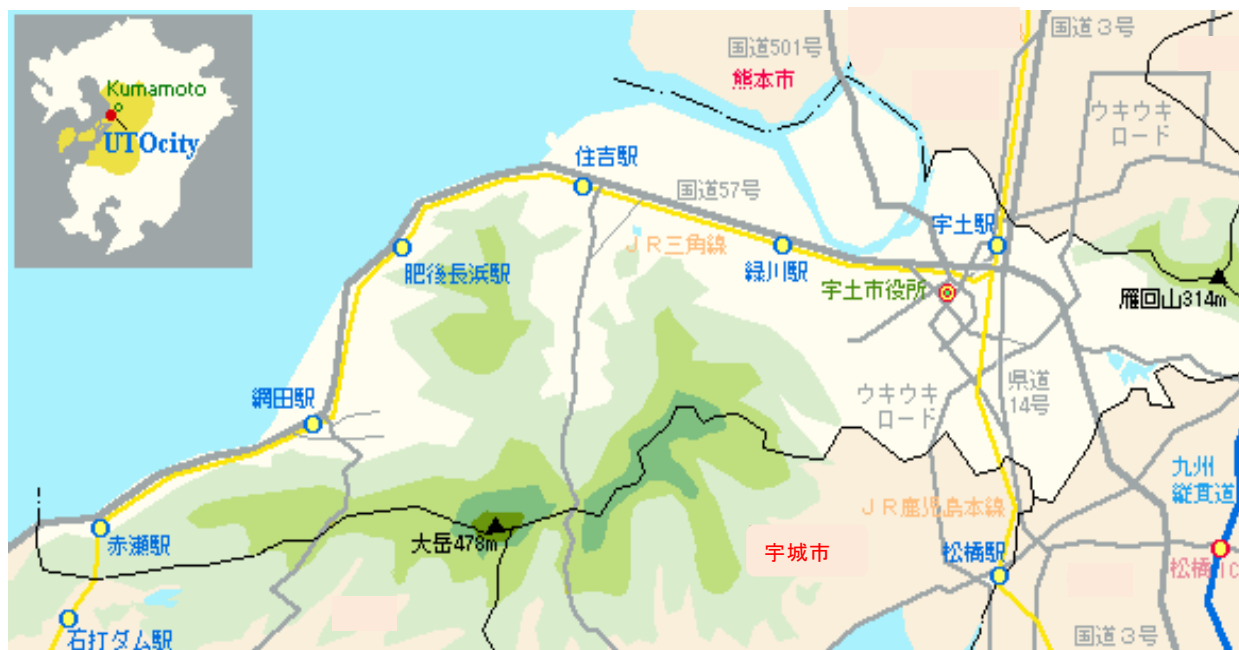 Kumamoto
UTOcity
国道501号
熊本市
国道3号
ウキウキ
ロード
住吉駅
国道57号
宇土駅
JR三角線
緑川駅
肥後長浜駅
宇土市役所
雁回山314m
網田駅
ウキウキ
ロード
県道
14号
九州
縦貫道
JR鹿児島本線
赤瀬駅
大岳478m
宇城市
松橋駅
松橋IC
石打ダム駅
国道3号